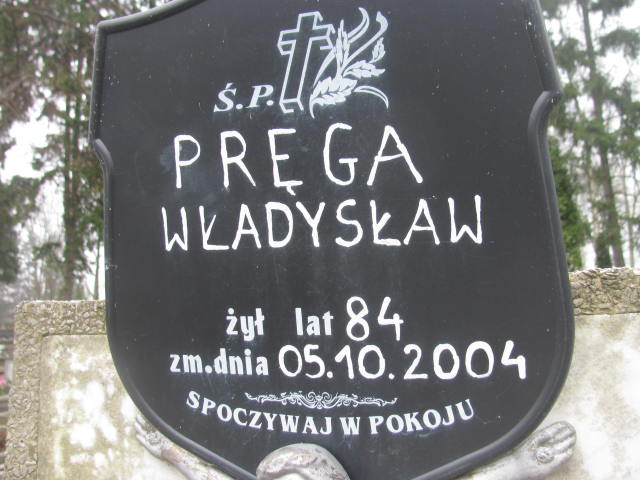 Ś.P.
PRĘGA
WŁADYSŁAW
żył lat 84
zm.dnia 05.10.2004
SPOCZYWAJ W POKOJU